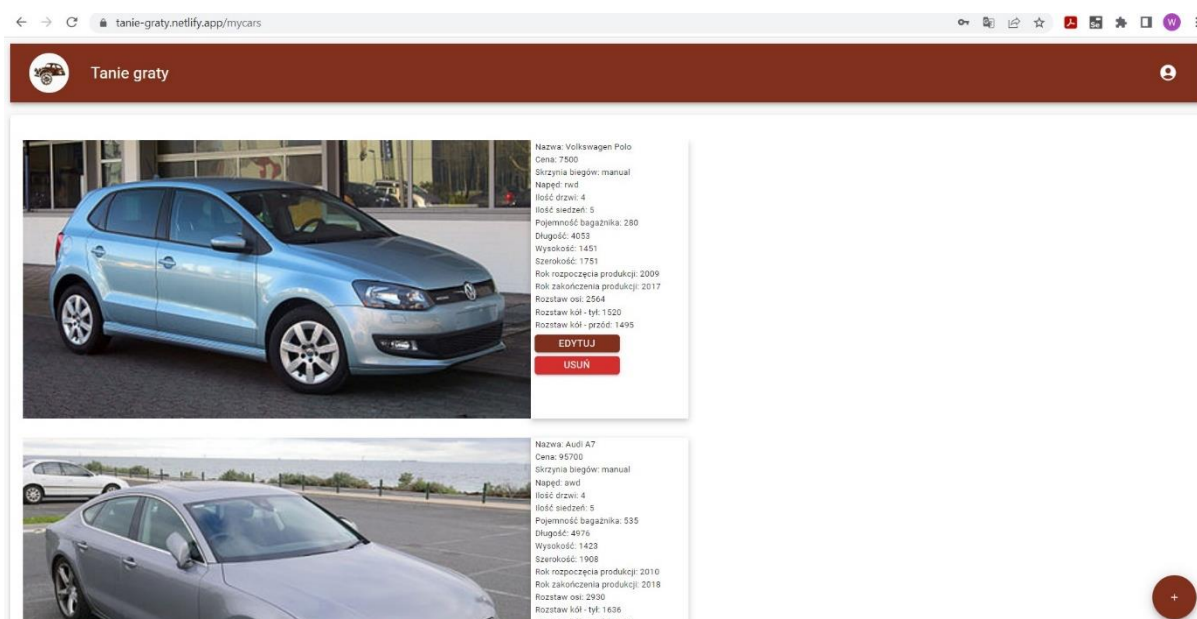 tanie-graty.netlify.app/mycars
W
Tanie graty
Nazwa: Volkswagen Polo
Cena: 7500
Skrzynia biegów: manual
Napęd: rwd
Ilość drzwi: 4
Ilość siedzeń: 5
Pojemność bagażnika: 280
Długość: 4053
Wysokość: 1451
Szerokość: 1751
Rok rozpoczęcia produkcji: 2009
Rok zakończenia produkcji: 2017
Rozstaw osi: 2564
Rozstaw kół - tył: 1520
Rozstaw kół - przód: 1495
EDYTUJ
USUŃ
Nazwa: Audi A7
Cena: 95700
Skrzynia biegów: manual
Napęd: awd
Ilość drzwi: 4
Ilość siedzeń: 5
Pojemność bagażnika: 535
Długość: 4976
Wysokość: 1423
Szerokość: 1908
Rok rozpoczęcia produkcji: 2010
Rok zakończenia produkcji: 2018
Rozstaw osi: 2930
Rozstaw kół - tył: 1636
+